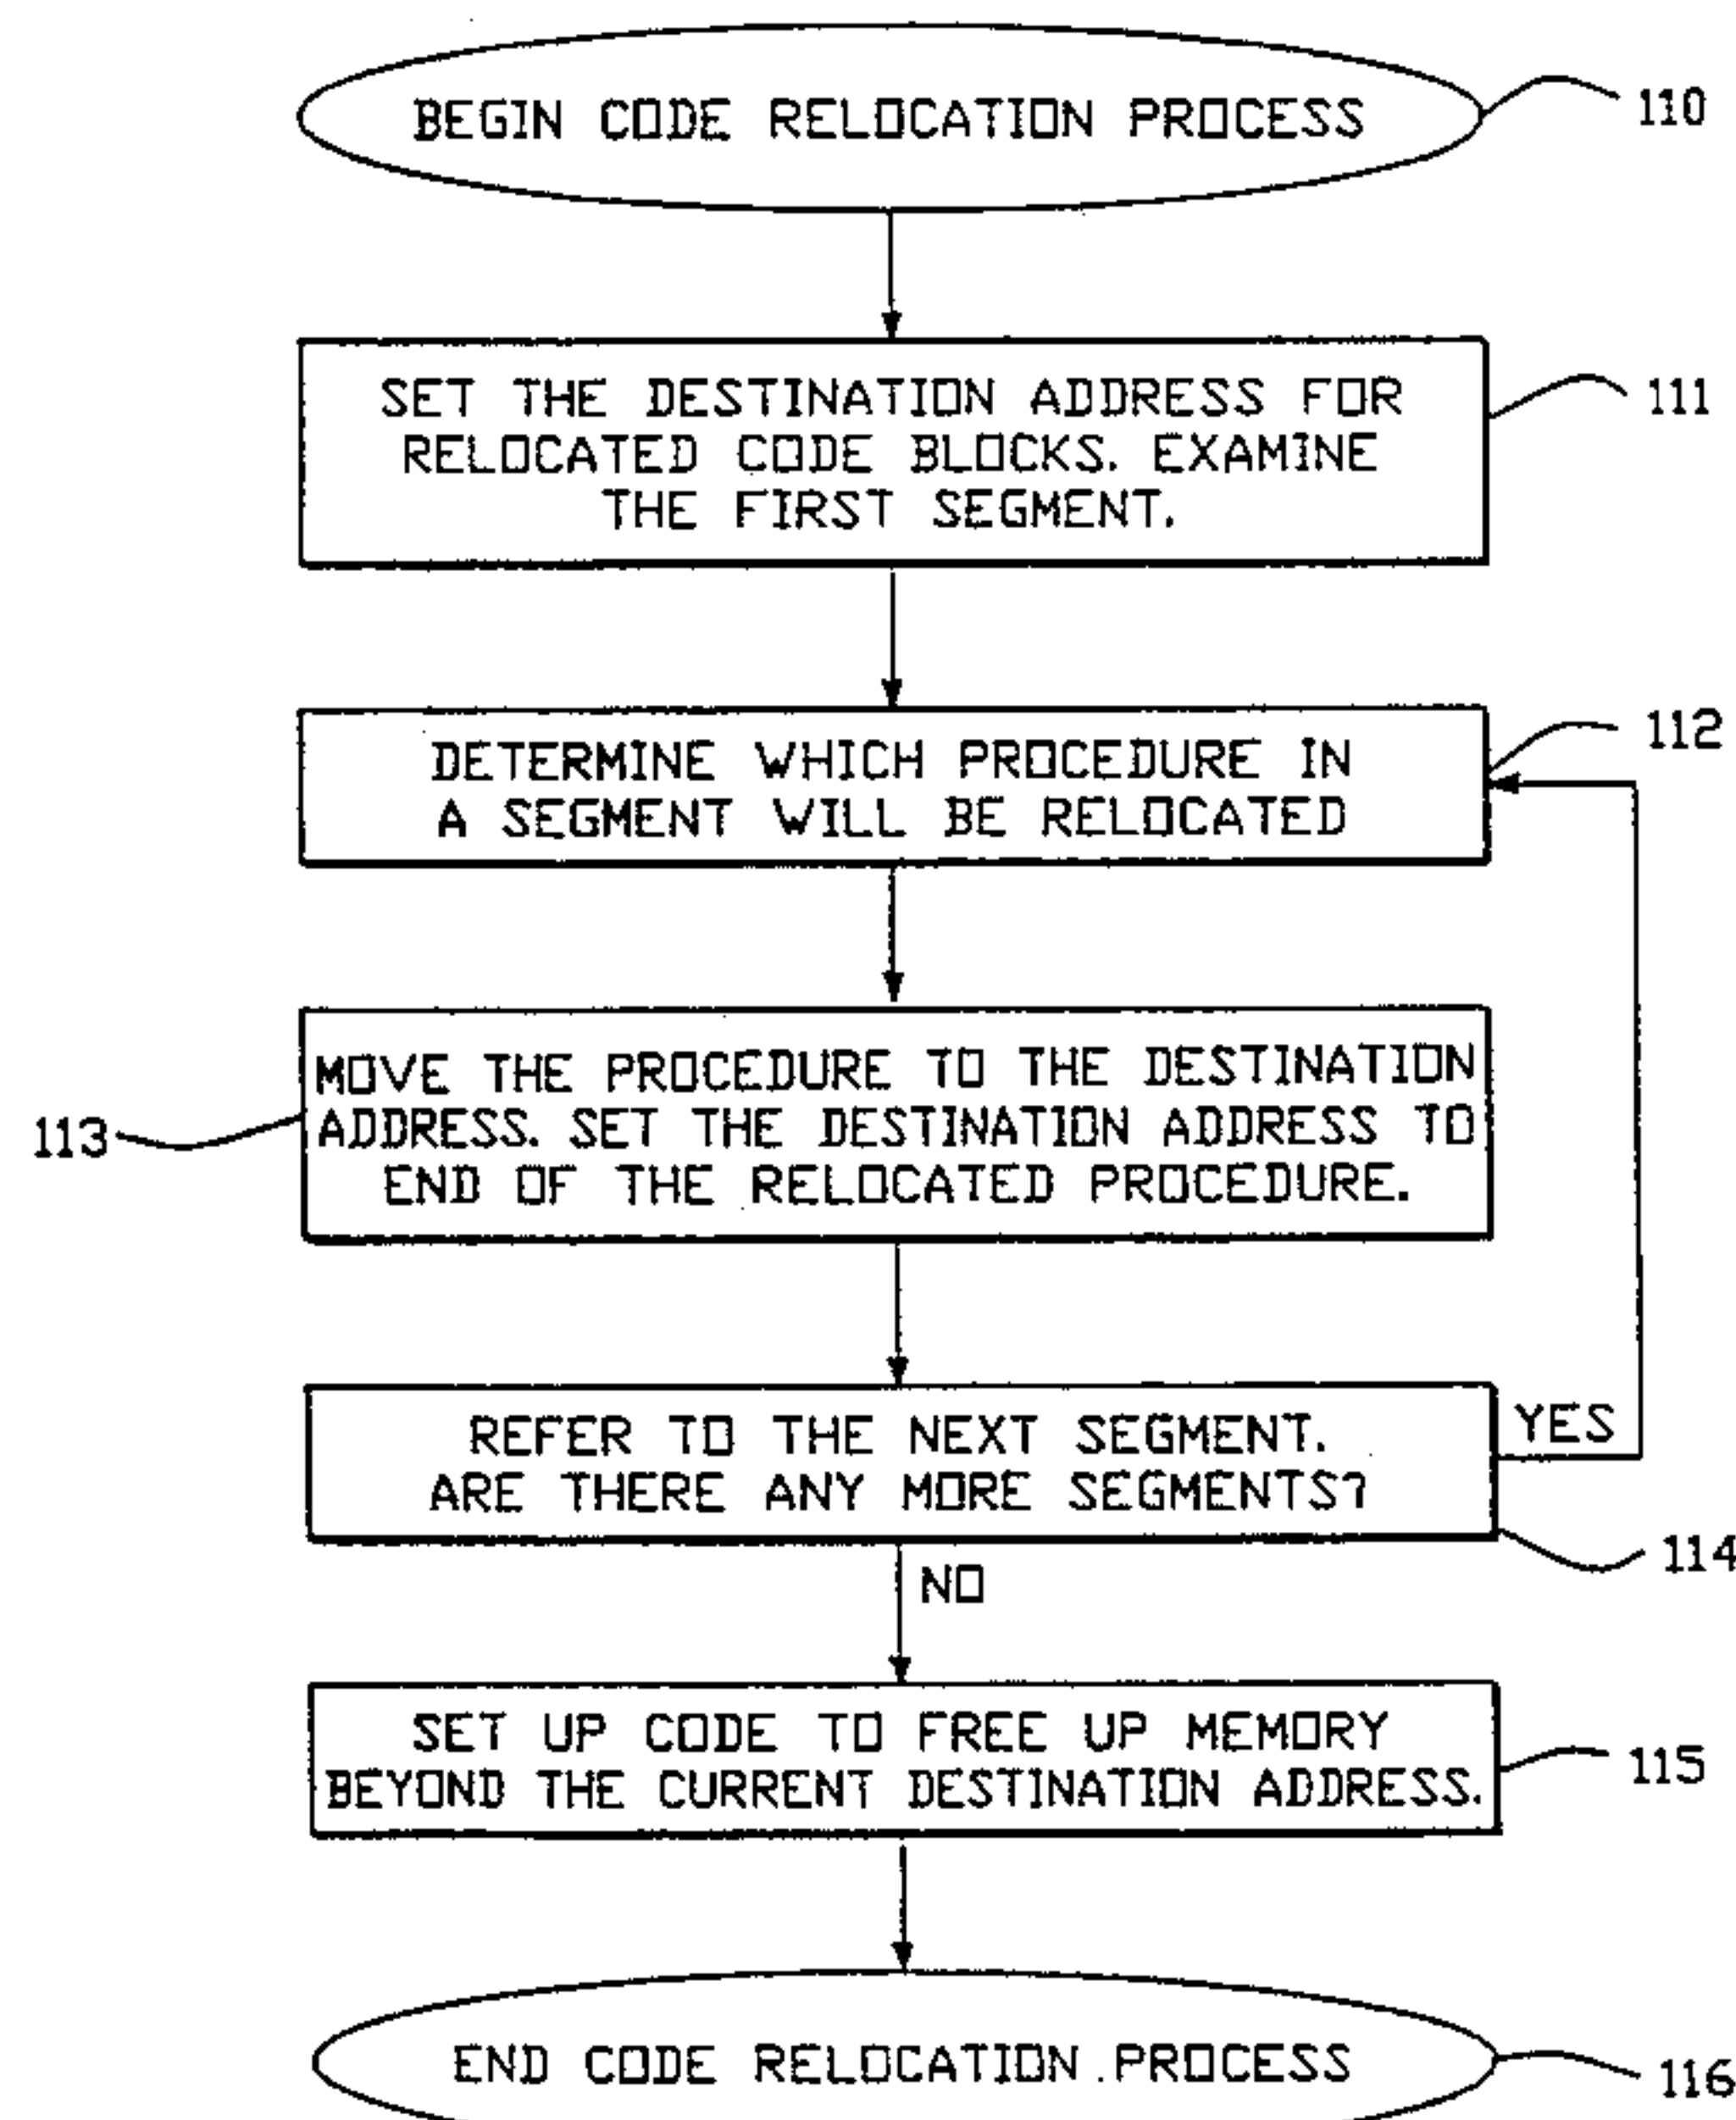 BEGIN CODE RELOCATION PROCESS
110
SET THE DESTINATION ADDRESS FOR
RELOCATED CODE BLOCKS. EXAMINE
THE FIRST SEGMENT.
111
DETERMINE WHICH PROCEDURE IN
A SEGMENT WILL BE RELOCATED
112
MOVE THE PROCEDURE TO THE DESTINATION
ADDRESS. SET THE DESTINATION ADDRESS TO
END OF THE RELOCATED PROCEDURE.
113
REFER TO THE NEXT SEGMENT.
ARE THERE ANY MORE SEGMENTS?
YES
114
NO
SET UP CODE TO FREE UP MEMORY
BEYOND THE CURRENT DESTINATION ADDRESS.
115
END CODE RELOCATION PROCESS
116